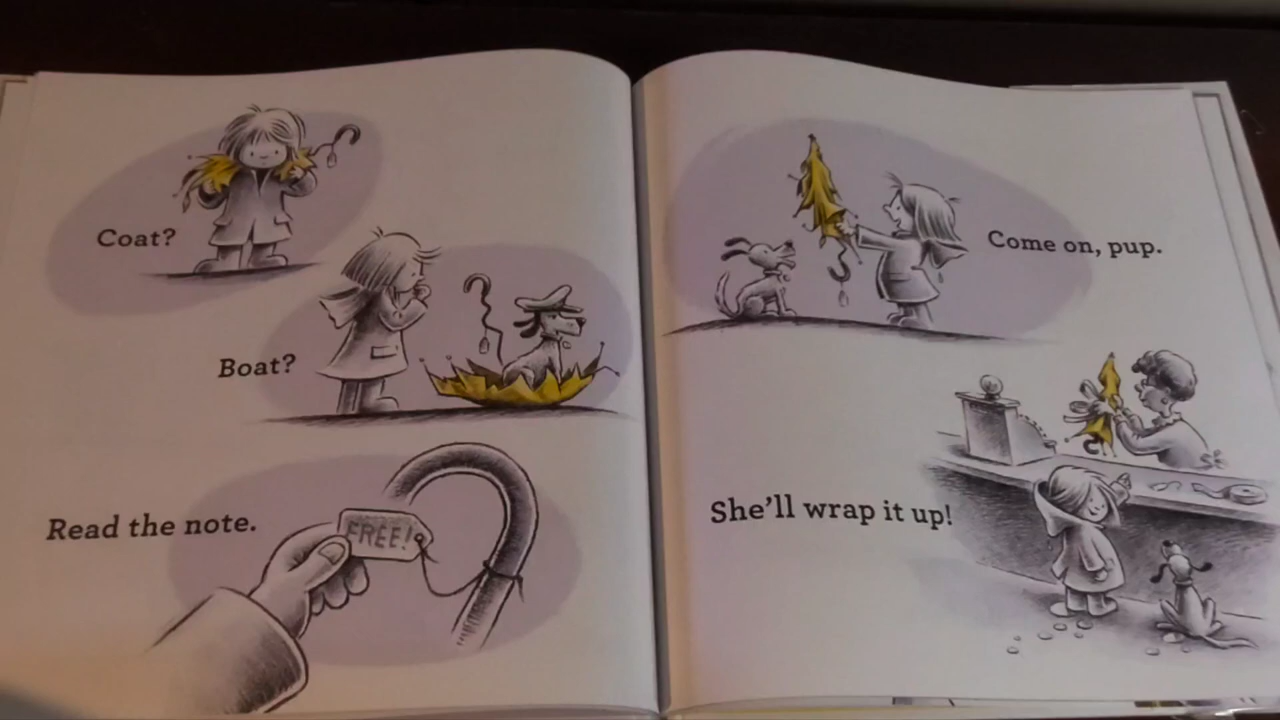 Coat?
Boat?
Read the note.
FREE!
Come on, pup.
She'll wrap it up!